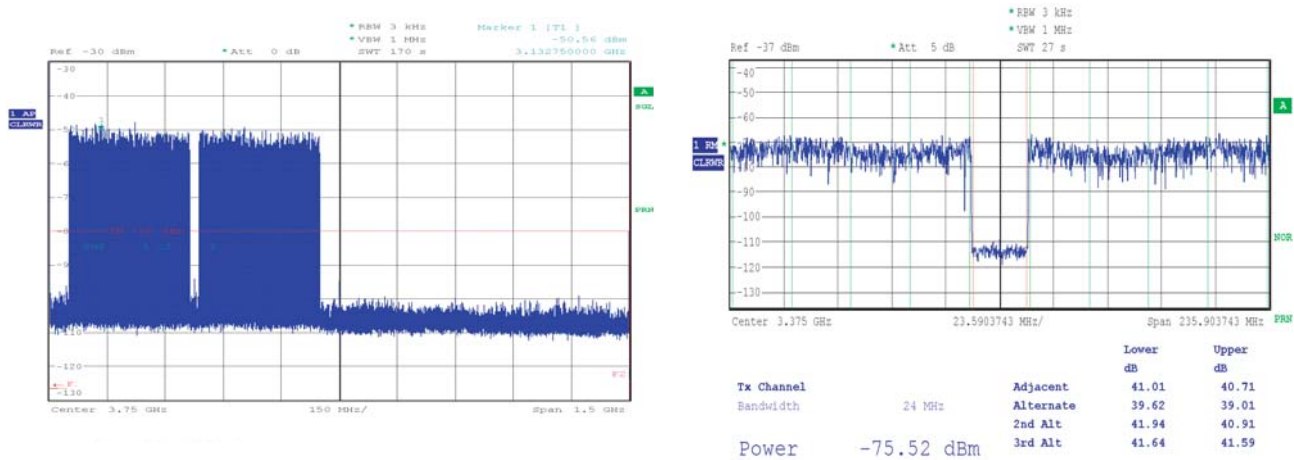 * RBW 3 kHz Marker 1 [T1 ]
* VBW 1 MHz -50.56 dBm
Ref -30 dBm * Att 0 dB SWT 170 s 3.132750000 GHz
-30
-40
A
SGL
1 AP
CLRWR
1
PRN
-110
-120
F2
-130
Center 3.75 GHz 150 MHz/ Span 1.5 GHz
* RBW 3 kHz
* VBW 1 MHz
Ref -37 dBm * Att 5 dB SWT 27 s
-40
-50
-60
A
1 RM *
CLRWR
-80
-90
-100
-110
-120
-130
NOR
PRN
Center 3.375 GHz 23.5903743 MHz/ Span 235.903743 MHz
Lower Upper
dB dB
Tx Channel Adjacent 41.01 40.71
Bandwidth 24 MHz Alternate 39.62 39.01
2nd Alt 41.94 40.91
Power -75.52 dBm 3rd Alt 41.64 41.59